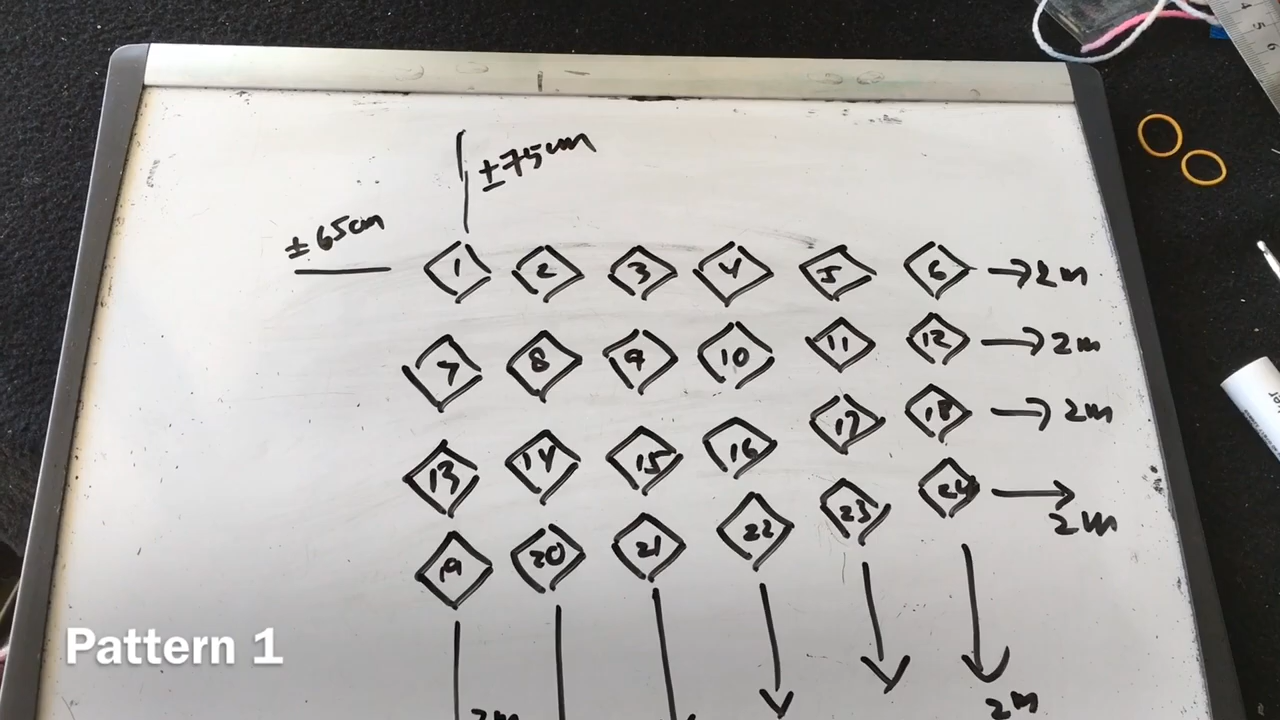 ±75cm
±65cm
1 2 3 4 5 6 →2m
7 8 9 10 11 12 →2m
13 14 15 16 17 18 →2m
19 20 21 22 23 24 →
2m
2m 2m
Pattern 1